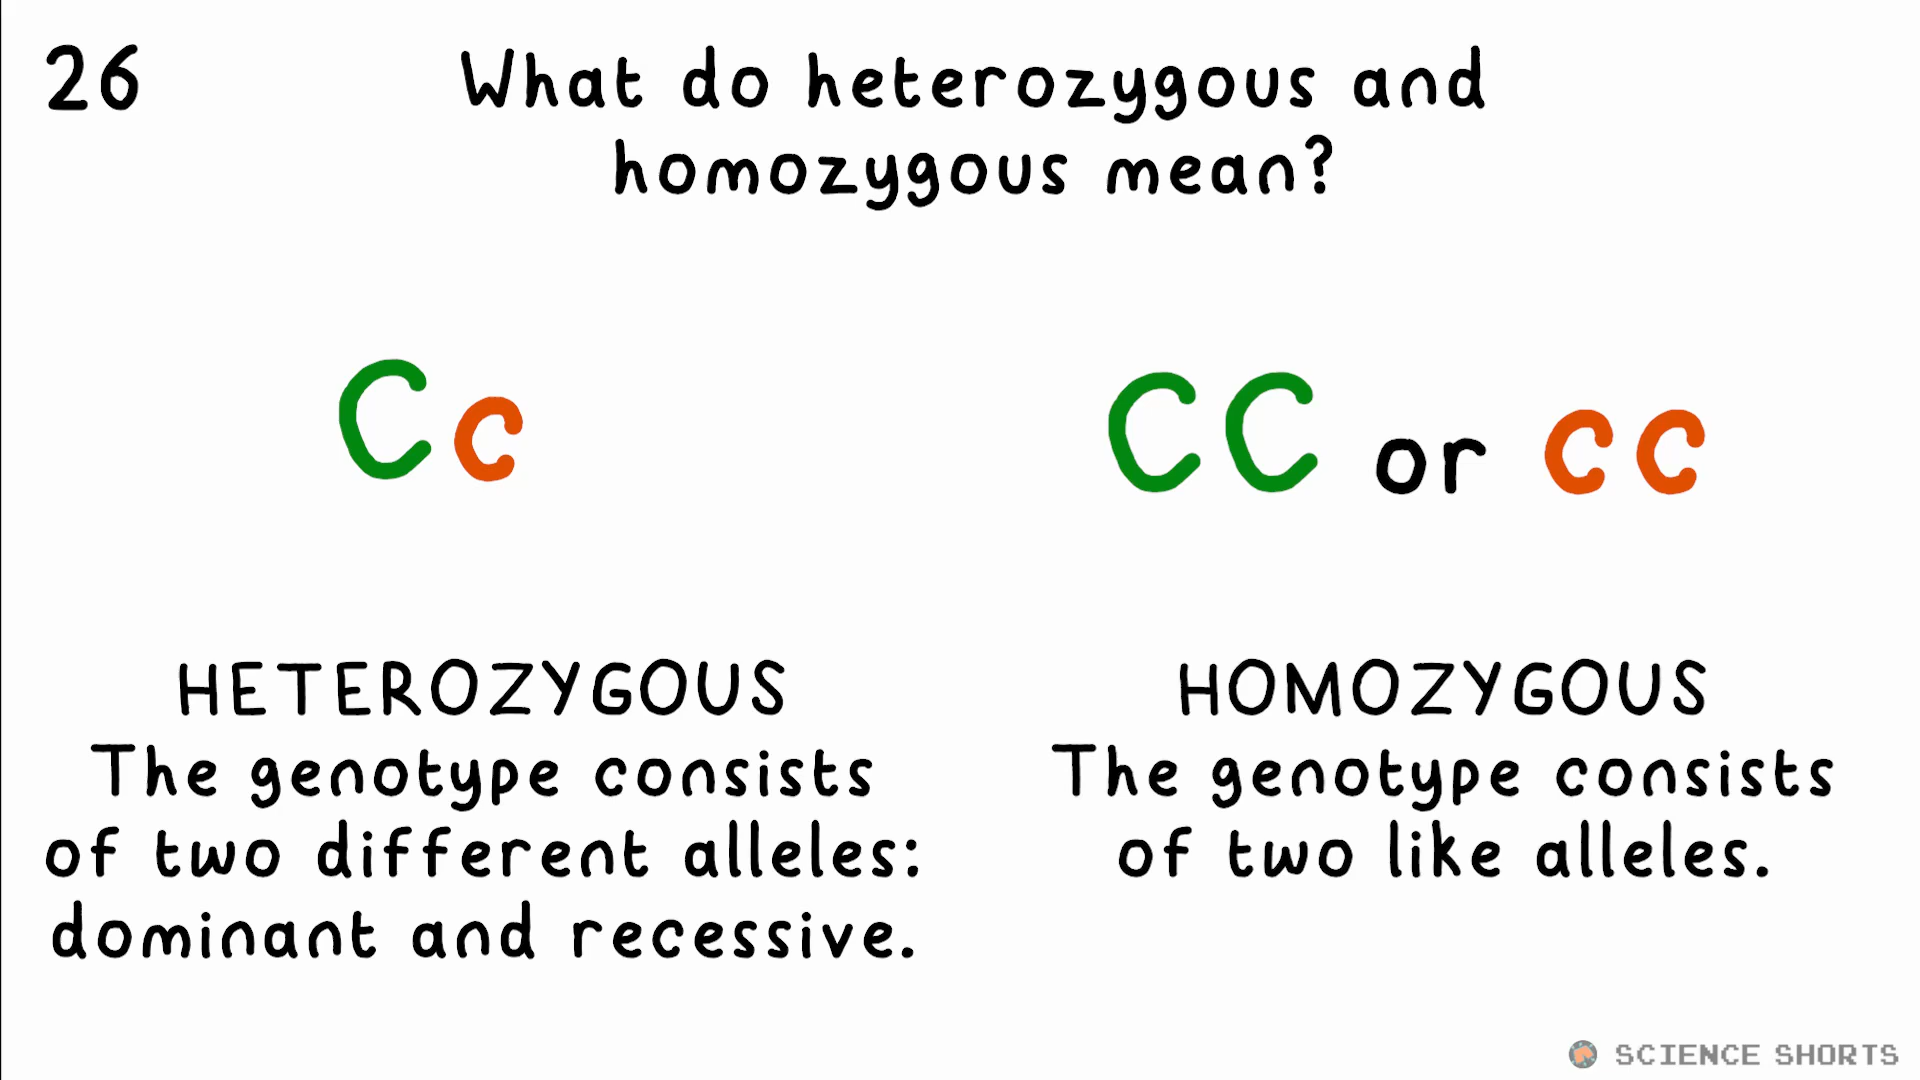 26
What do heterozygous and
homozygous mean?
Cc
CC or cc
HETEROZYGOUS
The genotype consists
of two different alleles:
dominant and recessive.
HOMOZYGOUS
The genotype consists
of two like alleles.
SCIENCE SHORTS